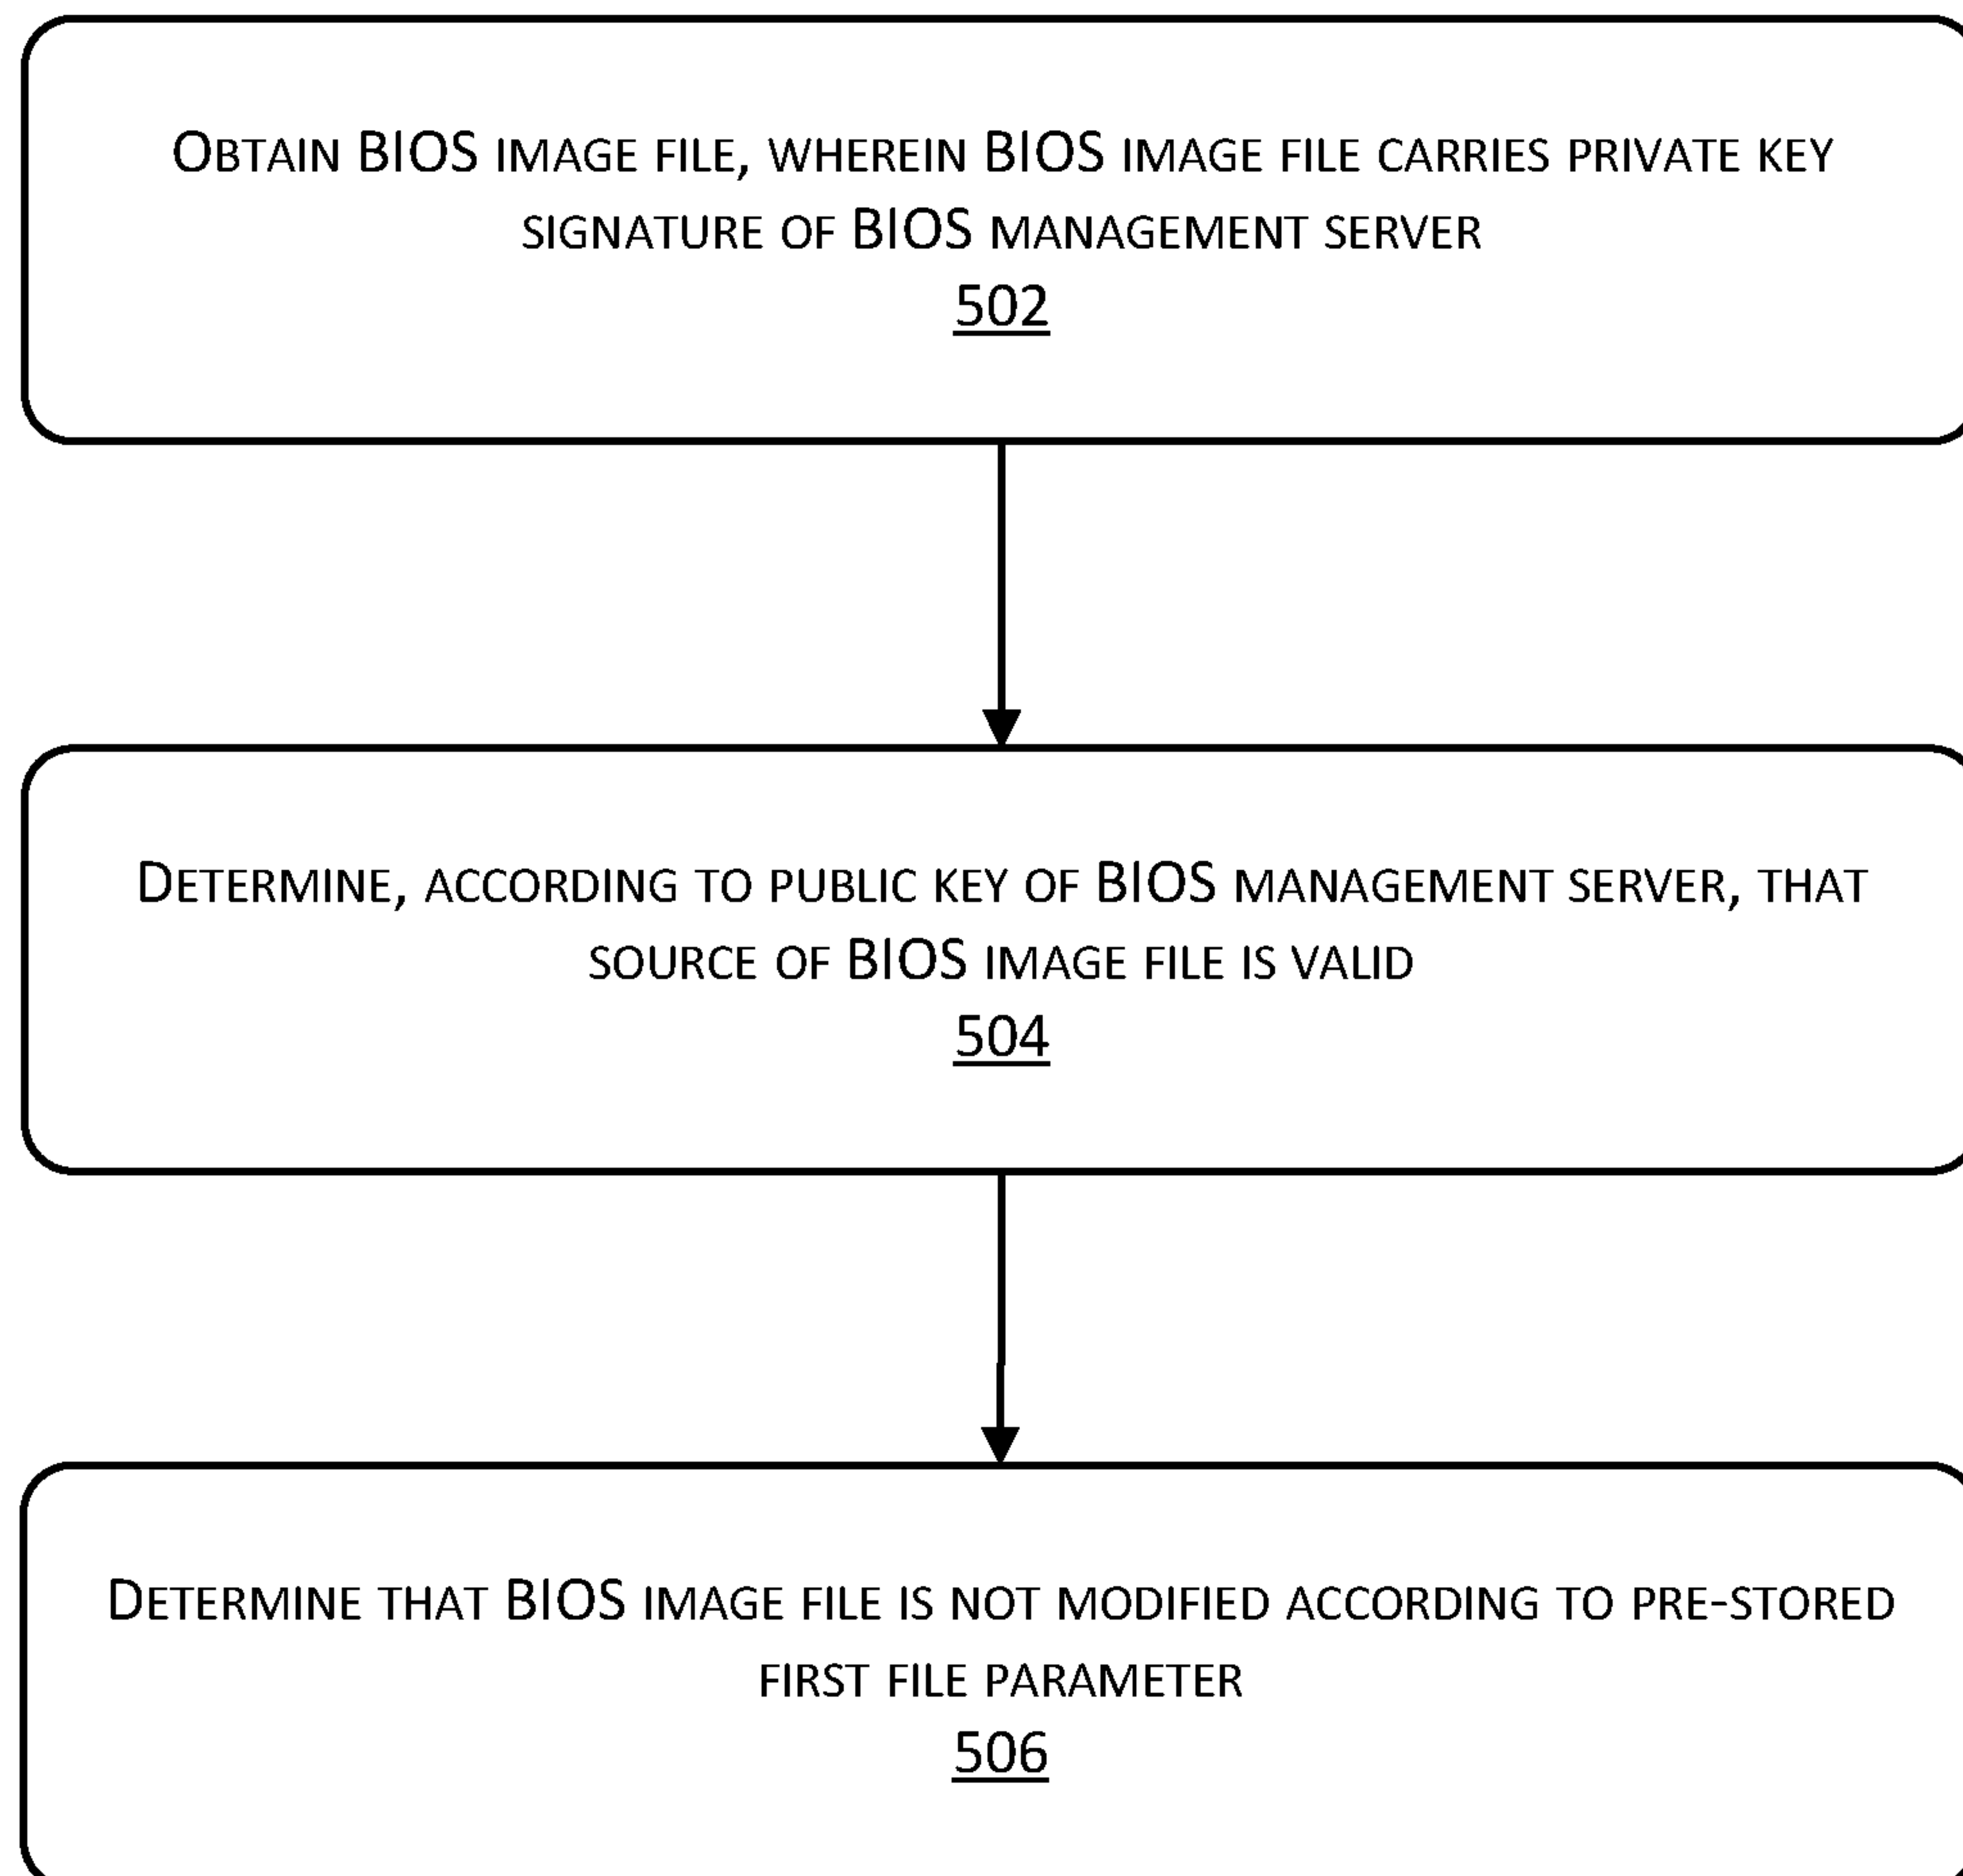 Obtain BIOS image file, wherein BIOS image file carries private key
signature of BIOS management server
502
Determine, according to public key of BIOS management server, that
source of BIOS image file is valid
504
Determine that BIOS image file is not modified according to pre-stored
first file parameter
506